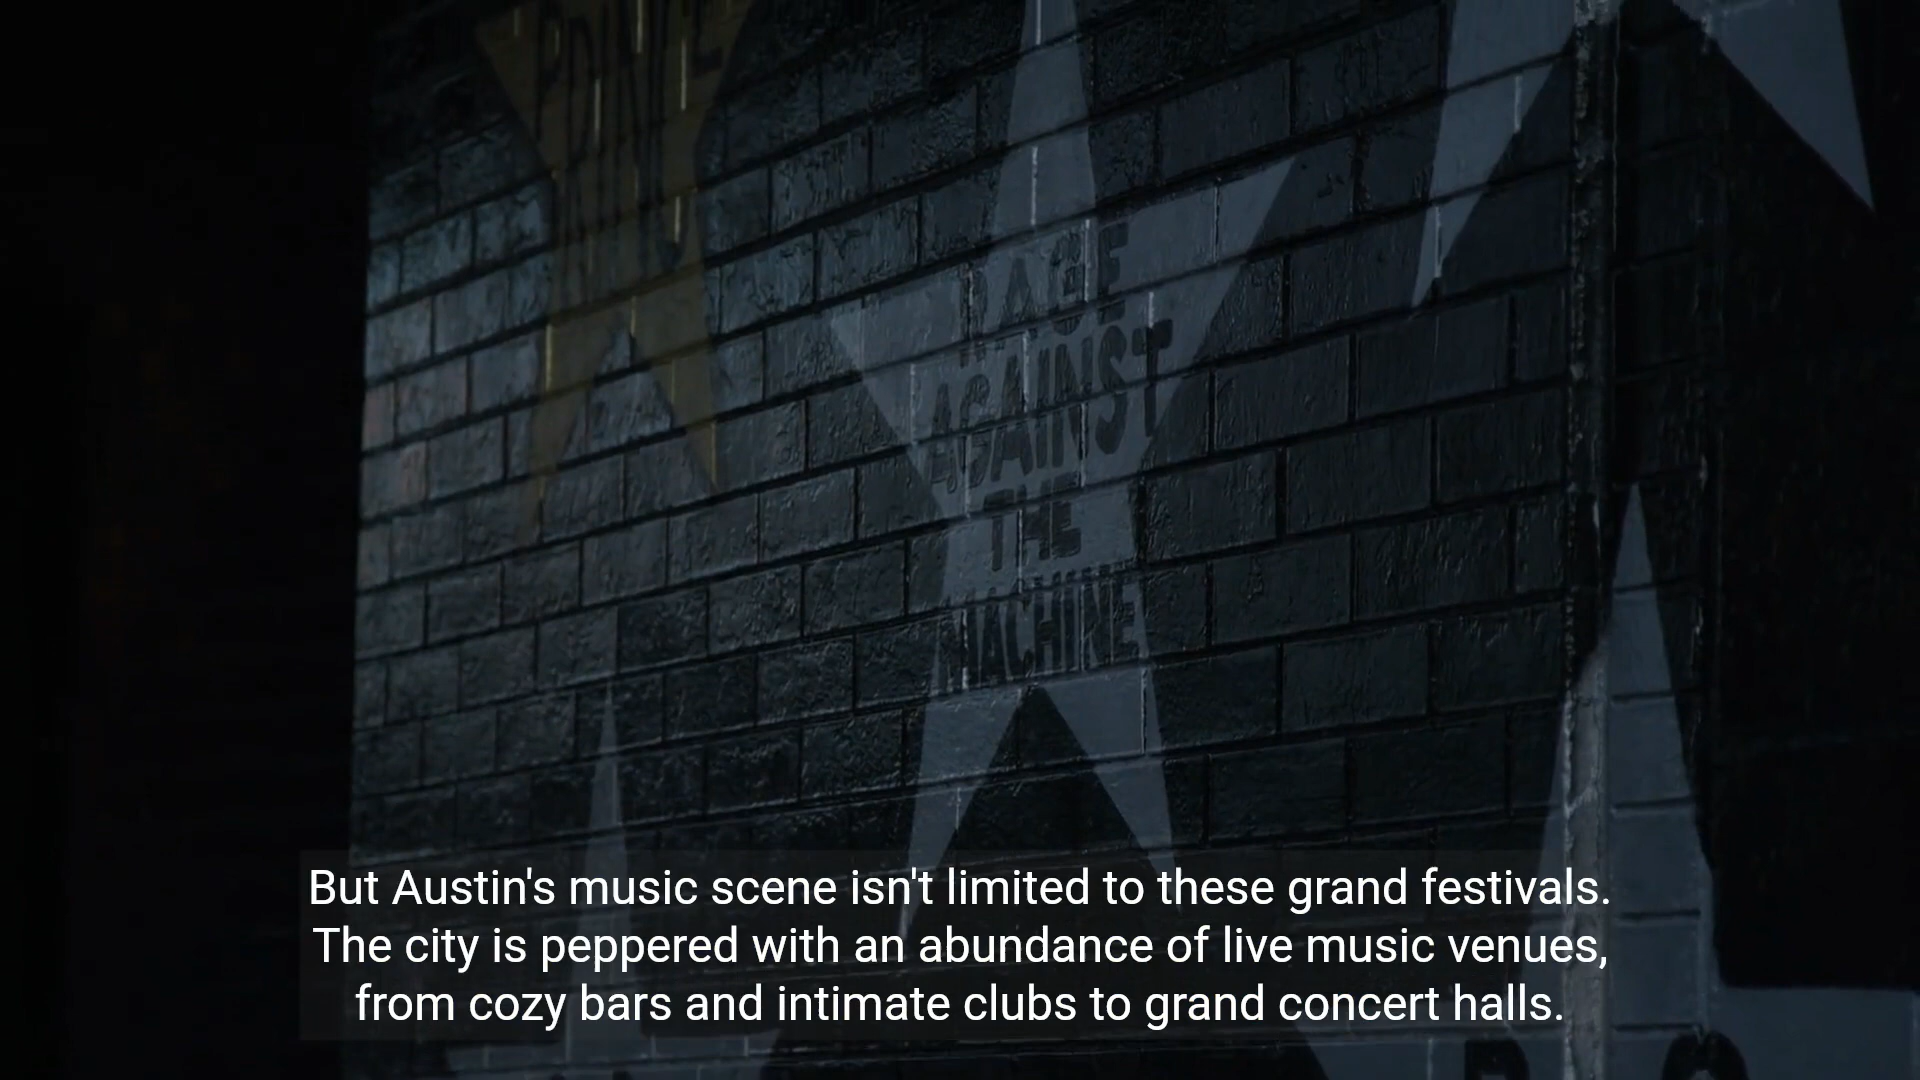 RAGE
AGAINST
THE
MACHINE
But Austin's music scene isn't limited to these grand festivals.
The city is peppered with an abundance of live music venues,
from cozy bars and intimate clubs to grand concert halls.